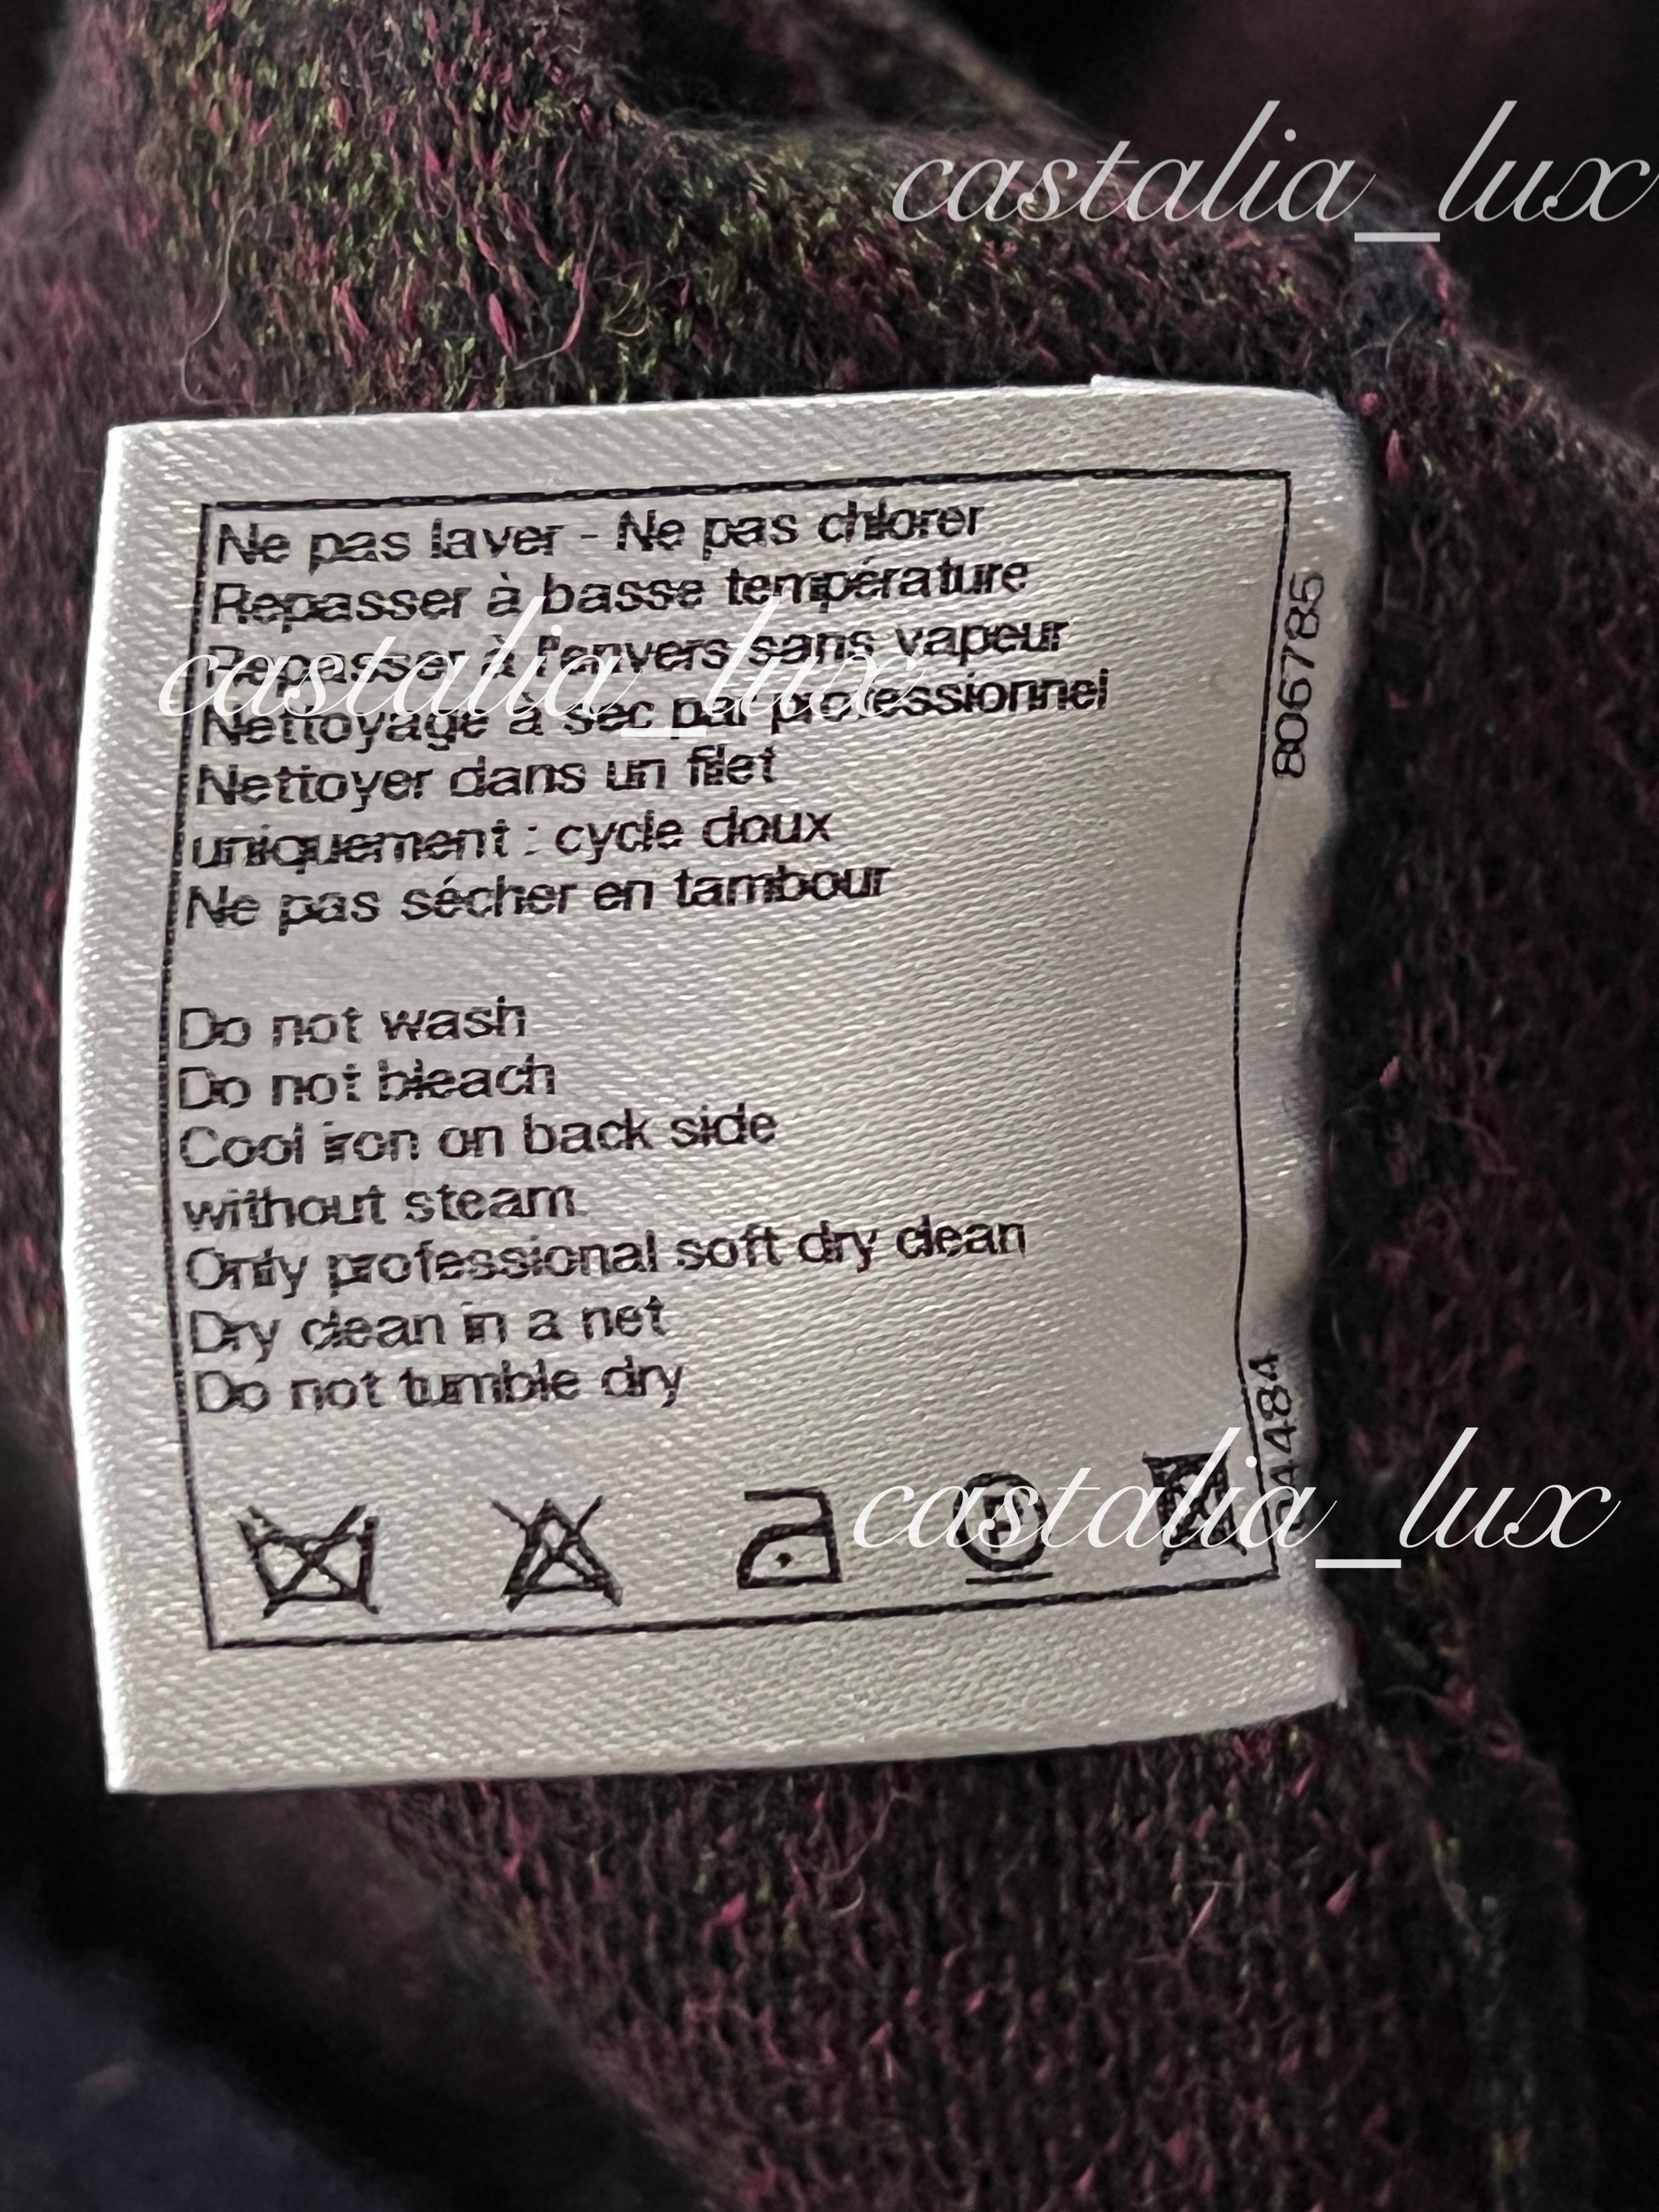 castalia_lux
Ne pas laver - Ne pas chlorer
Repasser à basse température
Repasser à l'envers sans vapeur
castalia_lux
Nettoyage à sec par professionnel
Nettoyer dans un filet
uniquement : cycle doux
Ne pas sécher en tambour
806785
Do not wash
Do not bleach
Cool iron on back side
without steam
Only professional soft dry clean
Dry clean in a net
Do not tumble dry
P
castalia_lux